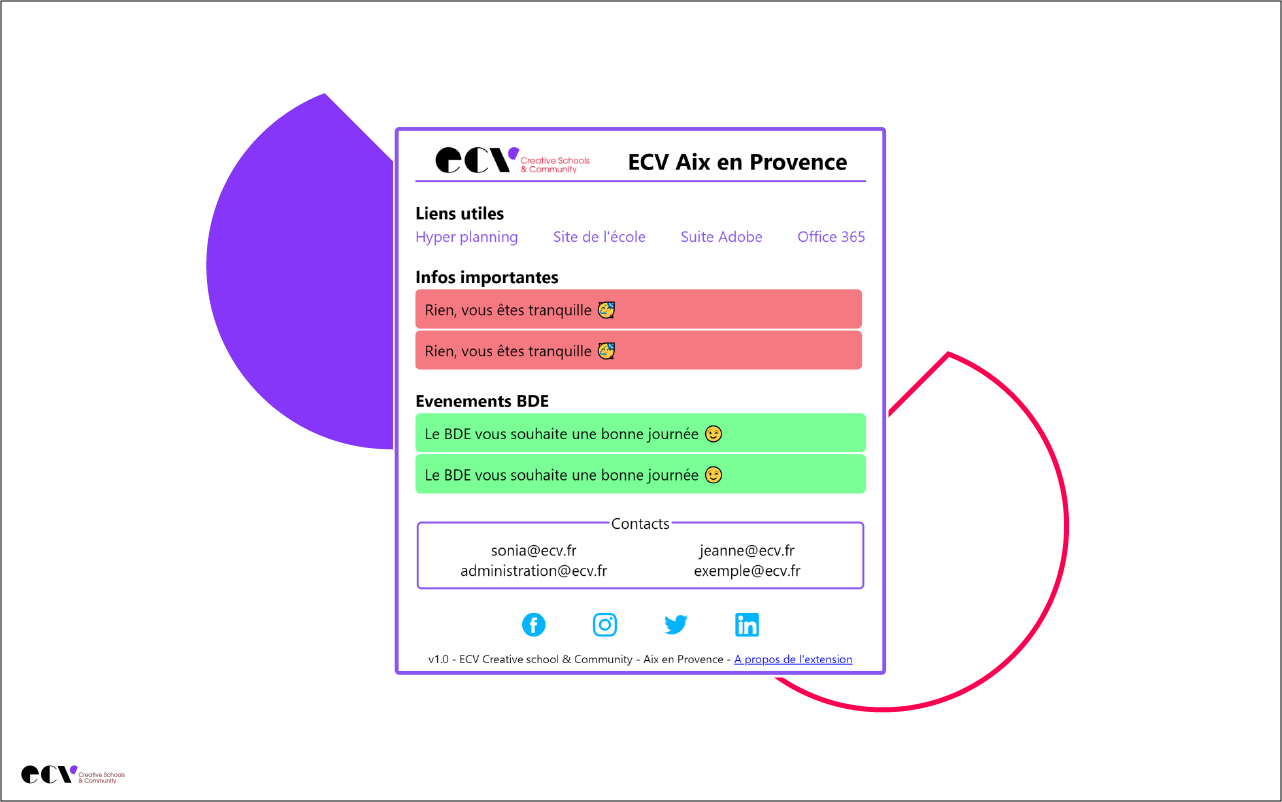 ecv Creative Schools
& Community
ECV Aix en Provence
Liens utiles
Hyper planning Site de l'école Suite Adobe Office 365
Infos importantes
Rien, vous êtes tranquille 🥳
Rien, vous êtes tranquille 🥳
Evenements BDE
Le BDE vous souhaite une bonne journée 😉
Le BDE vous souhaite une bonne journée 😉
Contacts
sonia@ecv.fr jeanne@ecv.fr
administration@ecv.fr exemple@ecv.fr
v1.0 - ECV Creative school & Community - Aix en Provence - A propos de l'extension
ecv Creative Schools
& Community